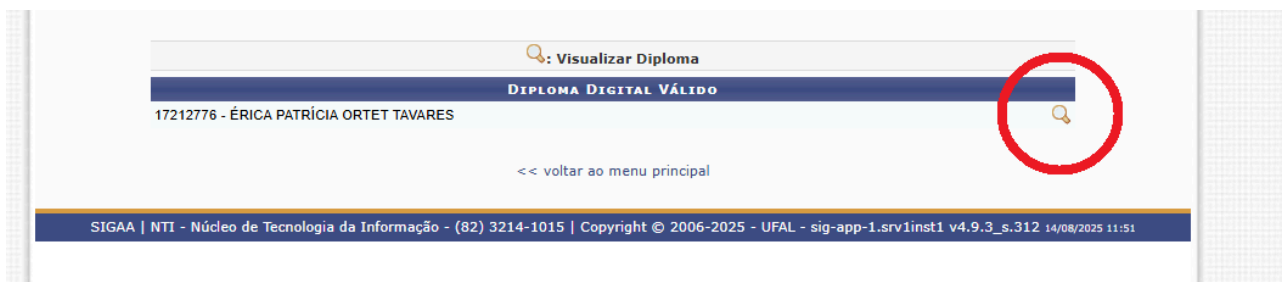 : Visualizar Diploma
DIPLOMA DIGITAL VÁLIDO
17212776 - ÉRICA PATRÍCIA ORTET TAVARES
<< voltar ao menu principal
SIGAA | NTI - Núcleo de Tecnologia da Informação - (82) 3214-1015 | Copyright © 2006-2025 - UFAL - sig-app-1.srv1inst1 v4.9.3_s.312 14/08/2025 11:51